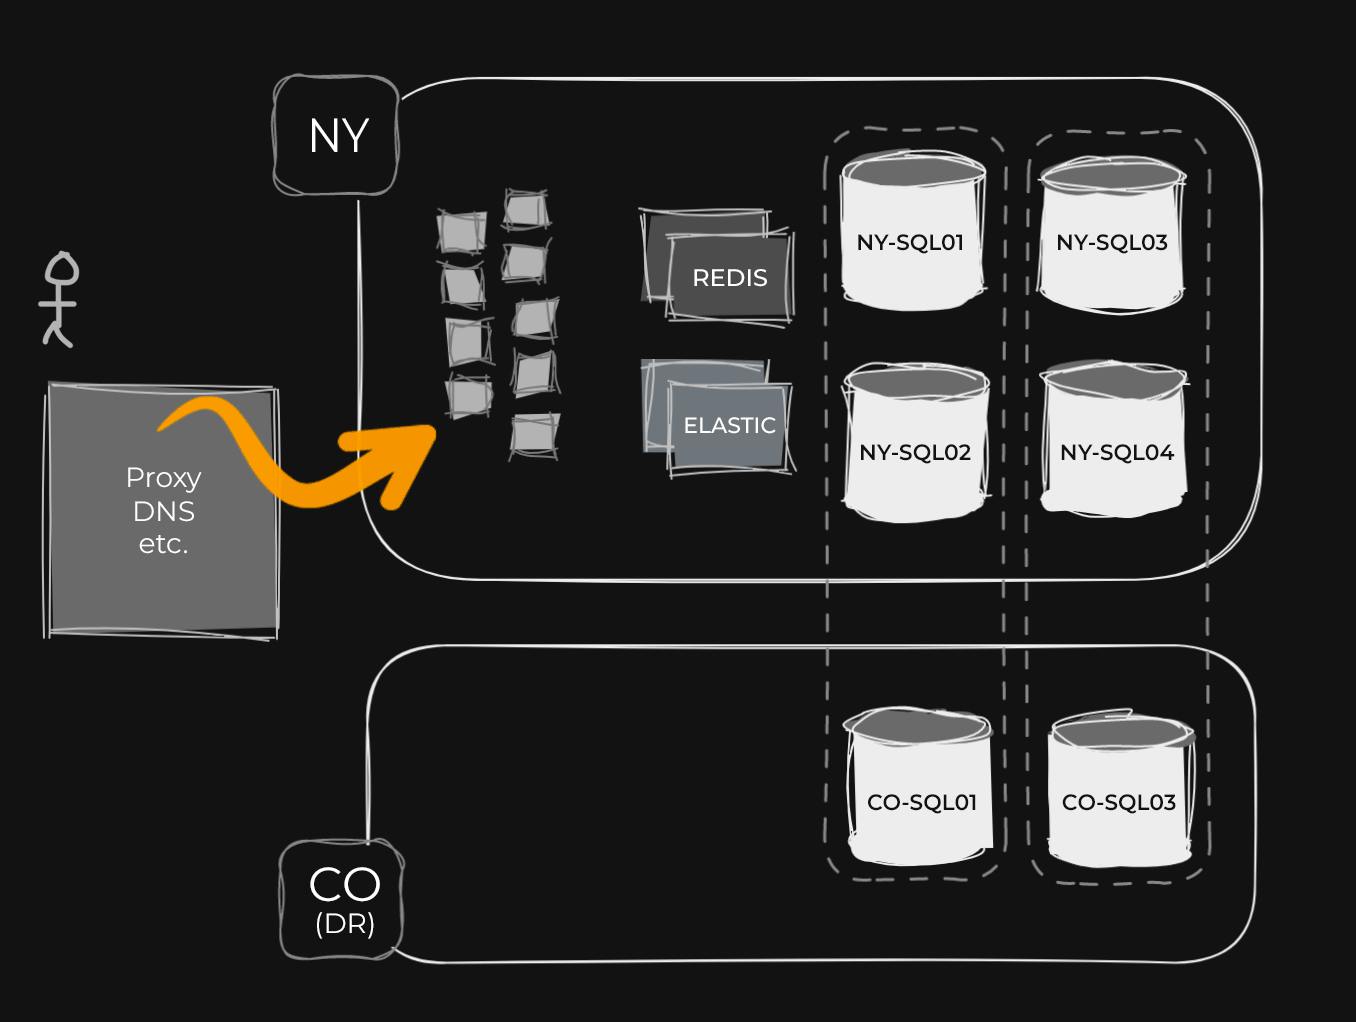 NY
NY-SQL01
NY-SQL03
REDIS
ELASTIC
NY-SQL02
NY-SQL04
Proxy
DNS
etc.
CO-SQL01
CO-SQL03
CO
(DR)